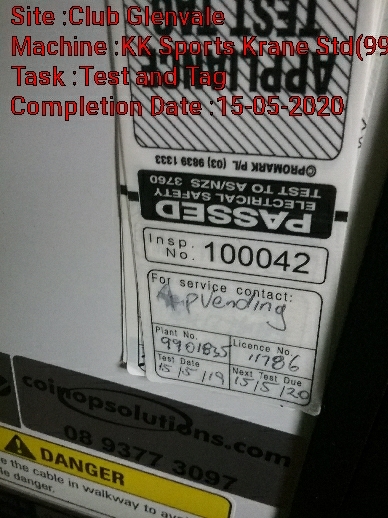 Site :Club Glenvale
Machine :KK Sports Krane Std(99
Task :Test and Tag
Completion Date :15-05-2020
APPLIANCE
TEST TAG
©PROMARK P/L (03) 9839 1333
PASSED
ELECTRICAL SAFETY
TEST TO AS/NZS 3760
Insp. No. 100042
For service contact:
App Vending
Plant No. 9901835
Licence No. 11786
Test Date 15/5/19
Next Test Due 15/5/20
coinopsolutions.com
08 9377 3097
DANGER
the cable in walkway to avo
danger.